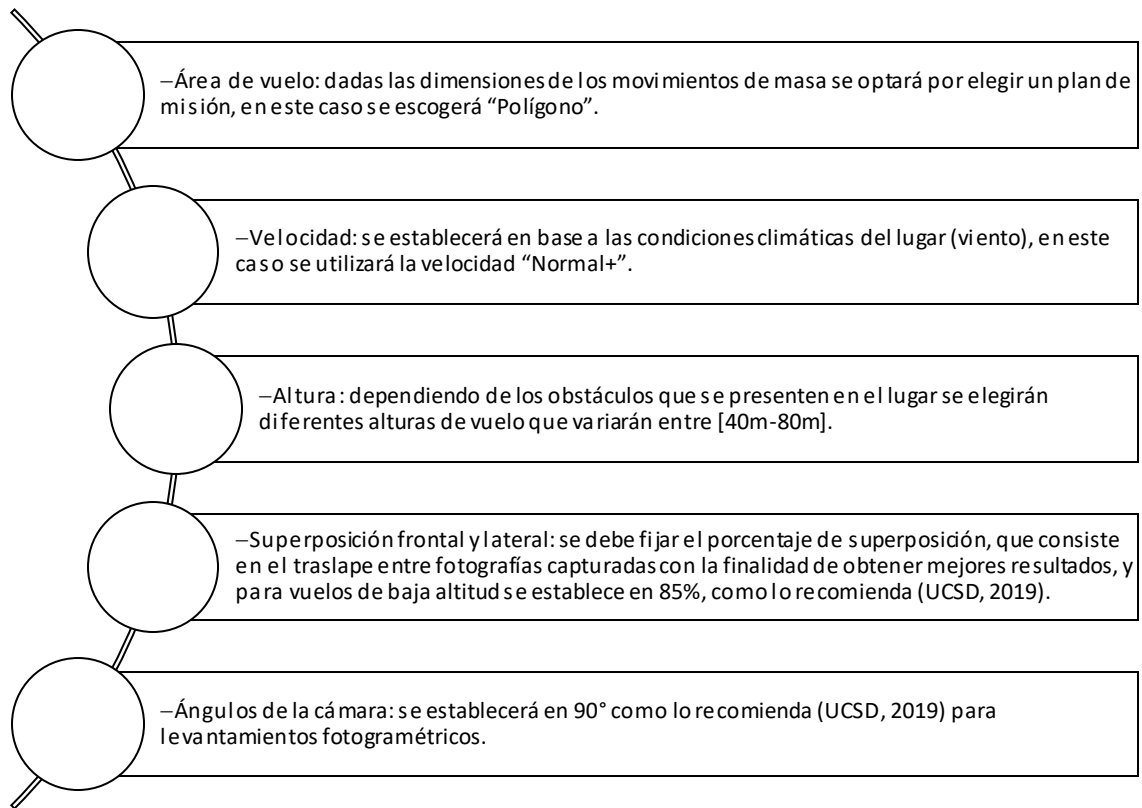 –Área de vuelo: dadas las dimensiones de los movimientos de masa se optará por elegir un plan de
misión, en este caso se escogerá “Polígono”.
–Velocidad: se establecerá en base a las condiciones climáticas del lugar (viento), en este
caso se utilizará la velocidad “Normal+”.
–Altura: dependiendo de los obstáculos que se presenten en el lugar se elegirán
diferentes alturas de vuelo que variarán entre [40m-80m].
–Superposición frontal y lateral: se debe fijar el porcentaje de superposición, que consiste
en el traslape entre fotografías capturadas con la finalidad de obtener mejores resultados, y
para vuelos de baja altitud se establece en 85%, como lo recomienda (UCSD, 2019).
–Ángulos de la cámara: se establecerá en 90° como lo recomienda (UCSD, 2019) para
levantamientos fotogramétricos.